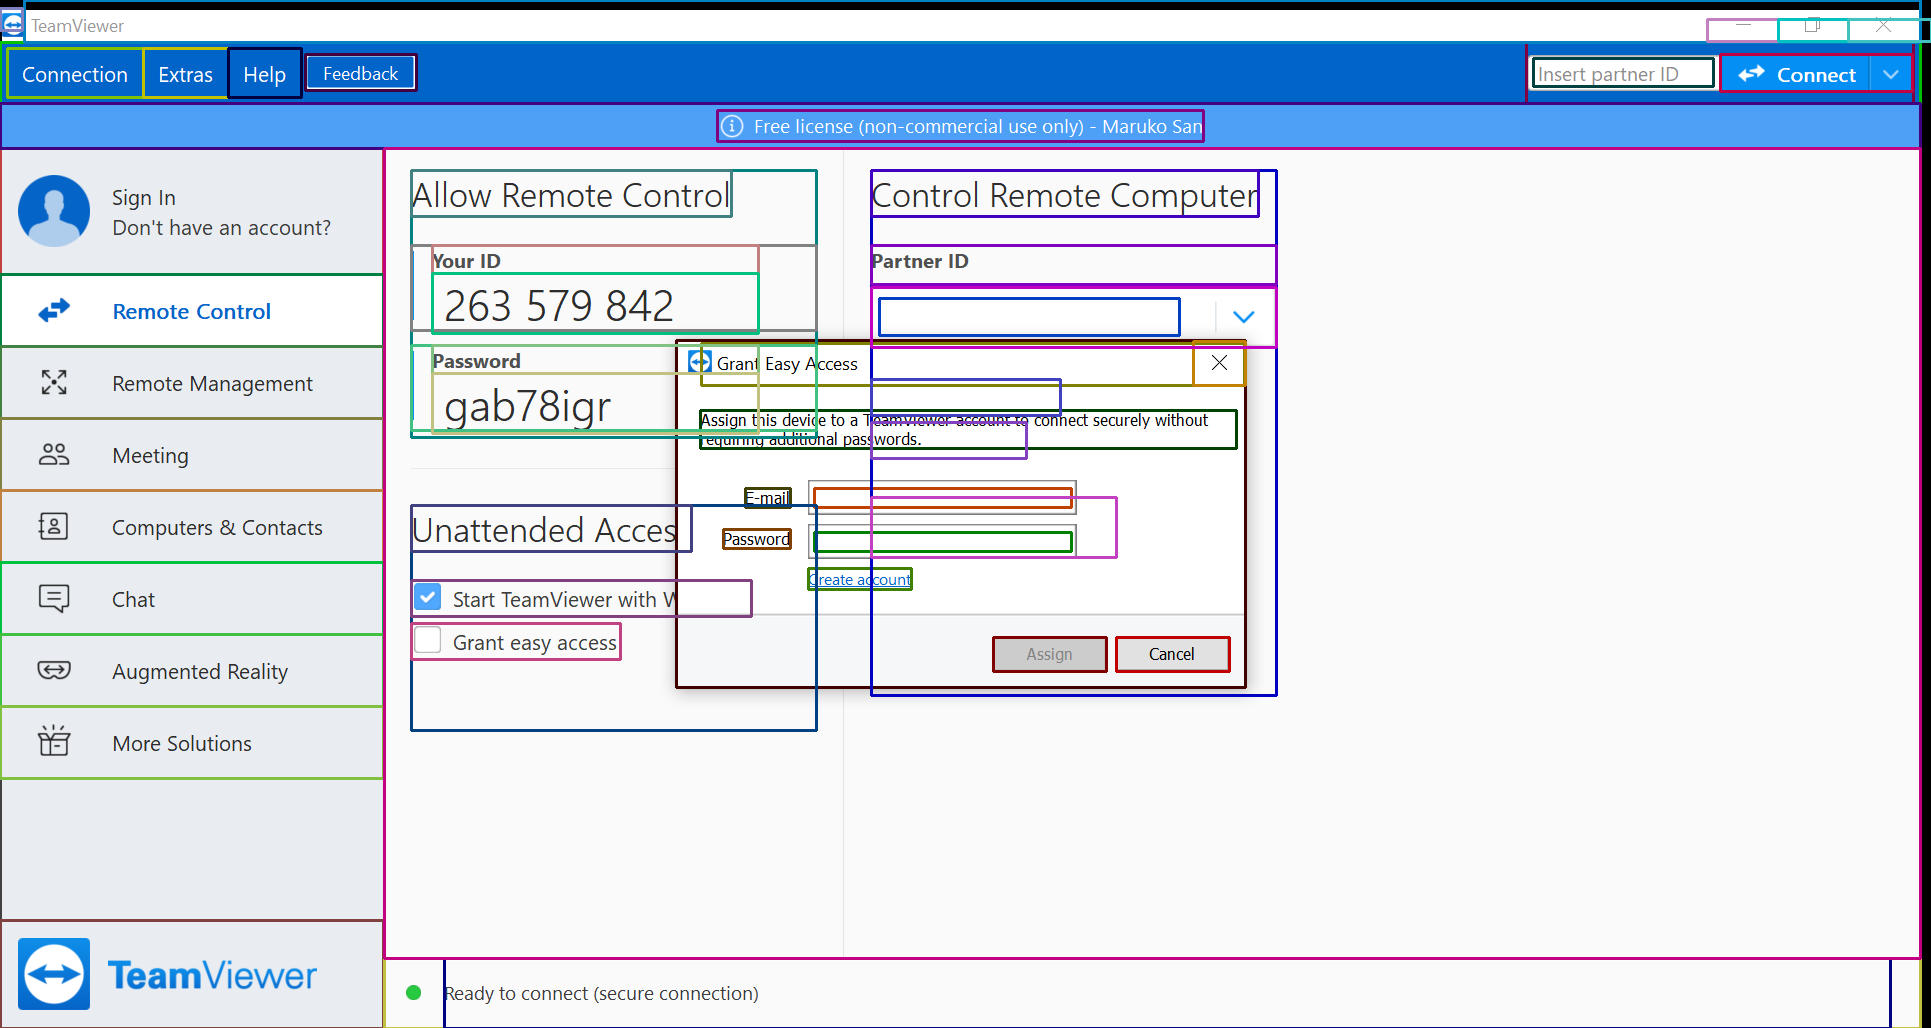 TeamViewer
Connection
Extras
Help
Feedback
Insert partner ID
Connect
Free license (non-commercial use only) - Maruko San
Sign In
Don't have an account?
Remote Control
Remote Management
Meeting
Computers & Contacts
Chat
Augmented Reality
More Solutions
TeamViewer
Allow Remote Control
Your ID
263 579 842
Password
gab78igr
Unattended Acces
Start TeamViewer with W
Grant easy access
Control Remote Computer
Partner ID
Grant Easy Access
Assign this device to a TeamViewer account to connect securely without
requiring additional passwords.
E-mail
Password
Create account
Assign
Cancel
Ready to connect (secure connection)